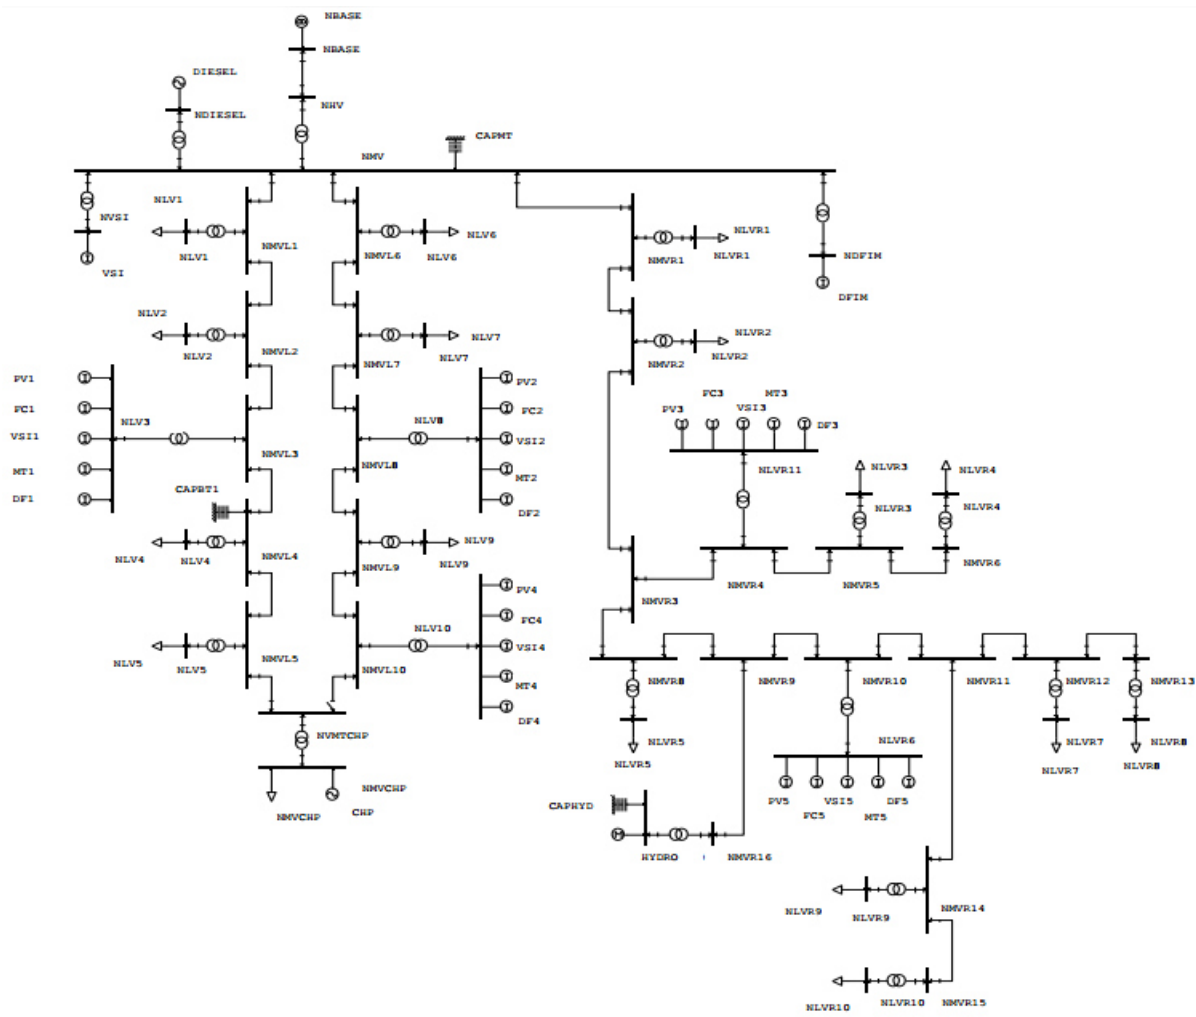 NBASE
NBASE
DIESEL
NDIESEL
NHV
CAPMT
NMV
NLV1
NVSI
NLV1
NMVL1
VSI
NMVL6
NLV6
NLV6
NLVR1
NMVR1
NLVR1
NDFIM
DFIM
NLV2
NLV2
NMVL2
NMVL7
NLV7
NLV7
NLVR2
NMVR2
NLVR2
PV1
FC1
NLV3
VSI1
MT1
DF1
NMVL3
PV2
FC2
NLV8
VSI2
MT2
DF2
NMVL8
PV3
FC3
VSI3
MT3
DF3
NLVR11
NLVR3
NLVR3
NLVR4
NLVR4
CAPBT1
NLV4
NLV4
NMVL4
NMVL9
NLV9
NLV9
NMVR3
NMVR4
NMVR5
NMVR6
NLV5
NLV5
NMVL5
NMVL10
NLV10
PV4
FC4
VSI4
MT4
DF4
NMVR8
NMVR9
NMVR10
NMVR11
NMVR12
NMVR13
NVMTCHP
NMVCHP
NMVCHP
CHP
NLVR5
NLVR5
NLVR6
NLVR7
NLVR7
NLVR8
NLVR8
PV5
FC5
VSI5
MT5
DF5
CAPHYD
HYDRO
NMVR16
NLVR9
NLVR9
NMVR14
NLVR10
NLVR10
NMVR15